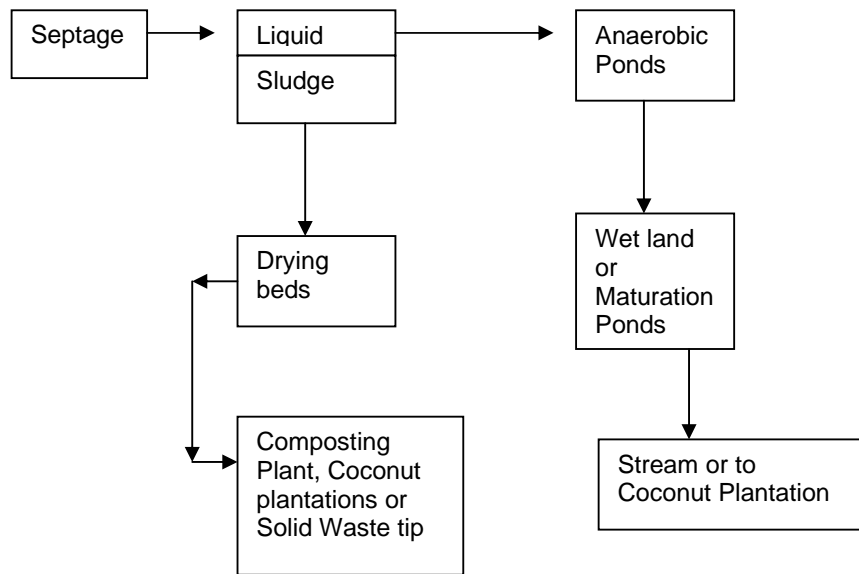 Septage
Liquid
Sludge
Anaerobic
Ponds
Drying
beds
Wet land
or
Maturation
Ponds
Composting
Plant, Coconut
plantations or
Solid Waste tip
Stream or to
Coconut Plantation